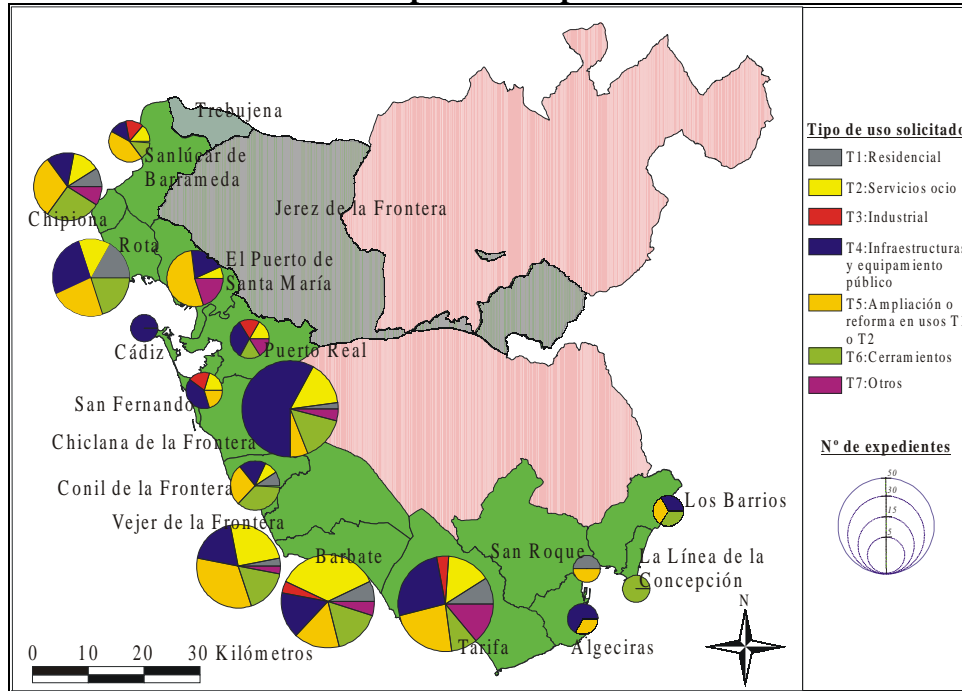 Trebujena
Sanlúcar de
Barrameda
Chipiona
Rota
Jerez de la Frontera
El Puerto de
Santa María
Cádiz
Puerto Real
San Fernando
Chiclana de la Frontera
Conil de la Frontera
Vejer de la Frontera
Barbate
Tarifa
San Roque
Los Barrios
La Línea de la
Concepción
Algeciras
N
0 10 20 30 Kilómetros
Tipo de uso solicitado
T1:Residencial
T2:Servicios ocio
T3:Industrial
T4:Infraestructuras
y equipamiento
público
T5:Ampliación o
reforma en usos T1
o T2
T6:Cerramientos
T7:Otros
Nº de expedientes
50
30
15
5